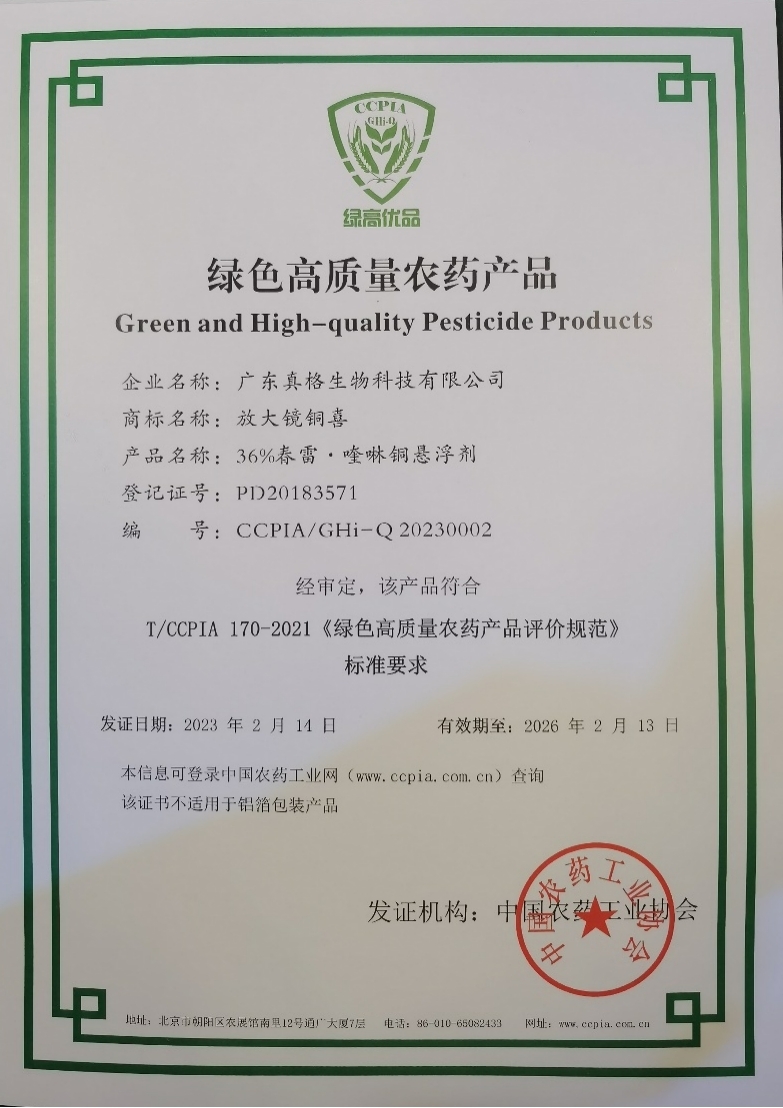 CCPIA
GHi-Q
绿高优品
绿色高质量农药产品
Green and High-quality Pesticide Products
企业名称：广东真格生物科技有限公司
商标名称：放大镜铜喜
产品名称：36%春雷·喹啉铜悬浮剂
登记证号：PD20183571
编　　号：CCPIA/GHi-Q 20230002
经审定，该产品符合
T/CCPIA 170-2021《绿色高质量农药产品评价规范》
标准要求
发证日期：2023 年 2 月 14 日　有效期至：2026 年 2 月 13 日
本信息可登录中国农药工业网（www.ccpia.com.cn）查询
该证书不适用于铝箔包装产品
发证机构：中国农药工业协会
中国农药工业协会
地址：北京市朝阳区农展馆南里12号通广大厦7层　电话：86-010-65082433　网址：www.ccpia.com.cn